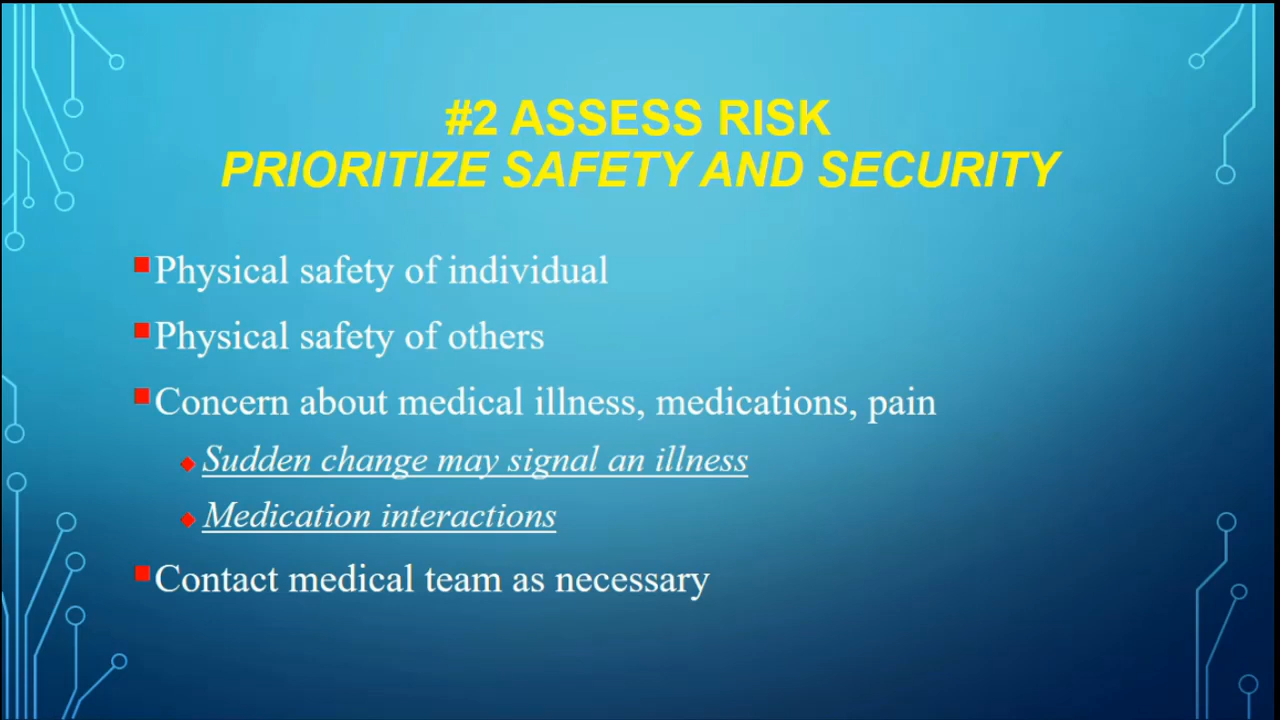 #2 ASSESS RISK
PRIORITIZE SAFETY AND SECURITY
Physical safety of individual
Physical safety of others
Concern about medical illness, medications, pain
Sudden change may signal an illness
Medication interactions
Contact medical team as necessary